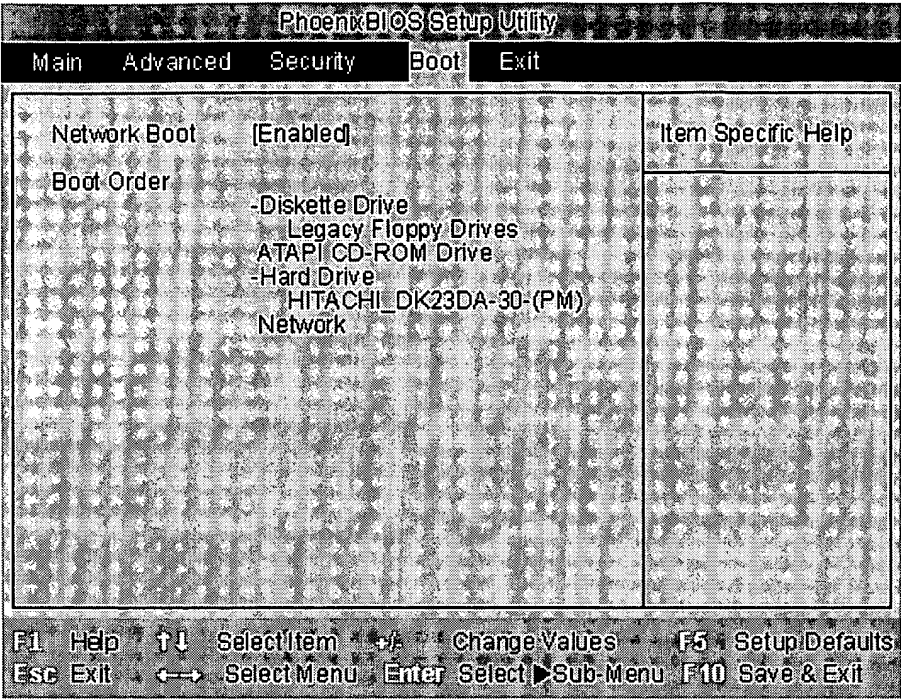 PhoenixBIOS Setup Utility
Main Advanced Security Boot Exit
Network Boot [Enabled]
Item Specific Help
Boot Order
-Diskette Drive
Legacy Floppy Drives
ATAPI CD-ROM Drive
-Hard Drive
HITACHI_DK23DA-30-(PM)
Network
F1 Help ↑↓ Select Item +/- Change Values F5 Setup Defaults
Esc Exit ←→ Select Menu Enter Select ▶Sub-Menu F10 Save & Exit